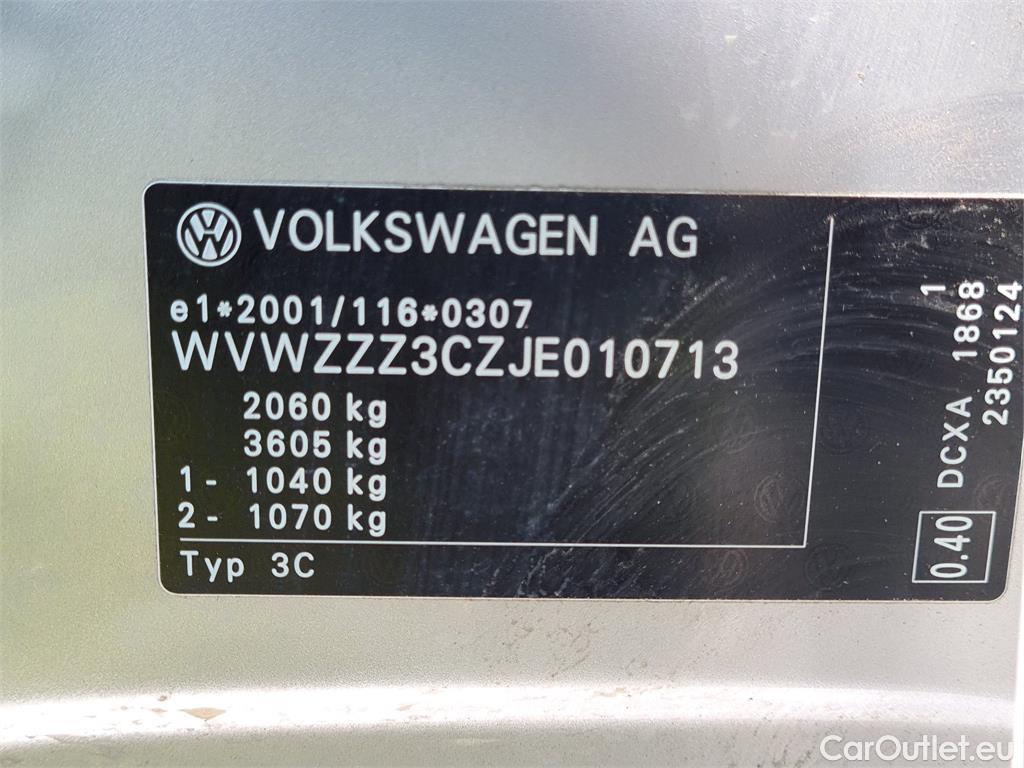 VOLKSWAGEN AG
e1*2001/116*0307
WVWZZZ3CZJE010713
2060 kg
3605 kg
1- 1040 kg
2- 1070 kg
Typ 3C
0.40 DCXA 1868 1
2350124
CarOutlet.eu